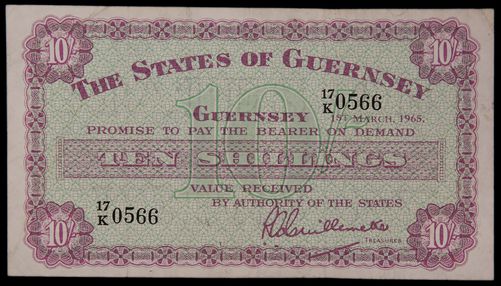 10/- 10/-
THE STATES OF GUERNSEY
17/K 0566
GUERNSEY 1ST MARCH, 1965.
PROMISE TO PAY THE BEARER ON DEMAND
10
TEN SHILLINGS
VALUE RECEIVED
17/K 0566 BY AUTHORITY OF THE STATES
TREASURER
10/- 10/-